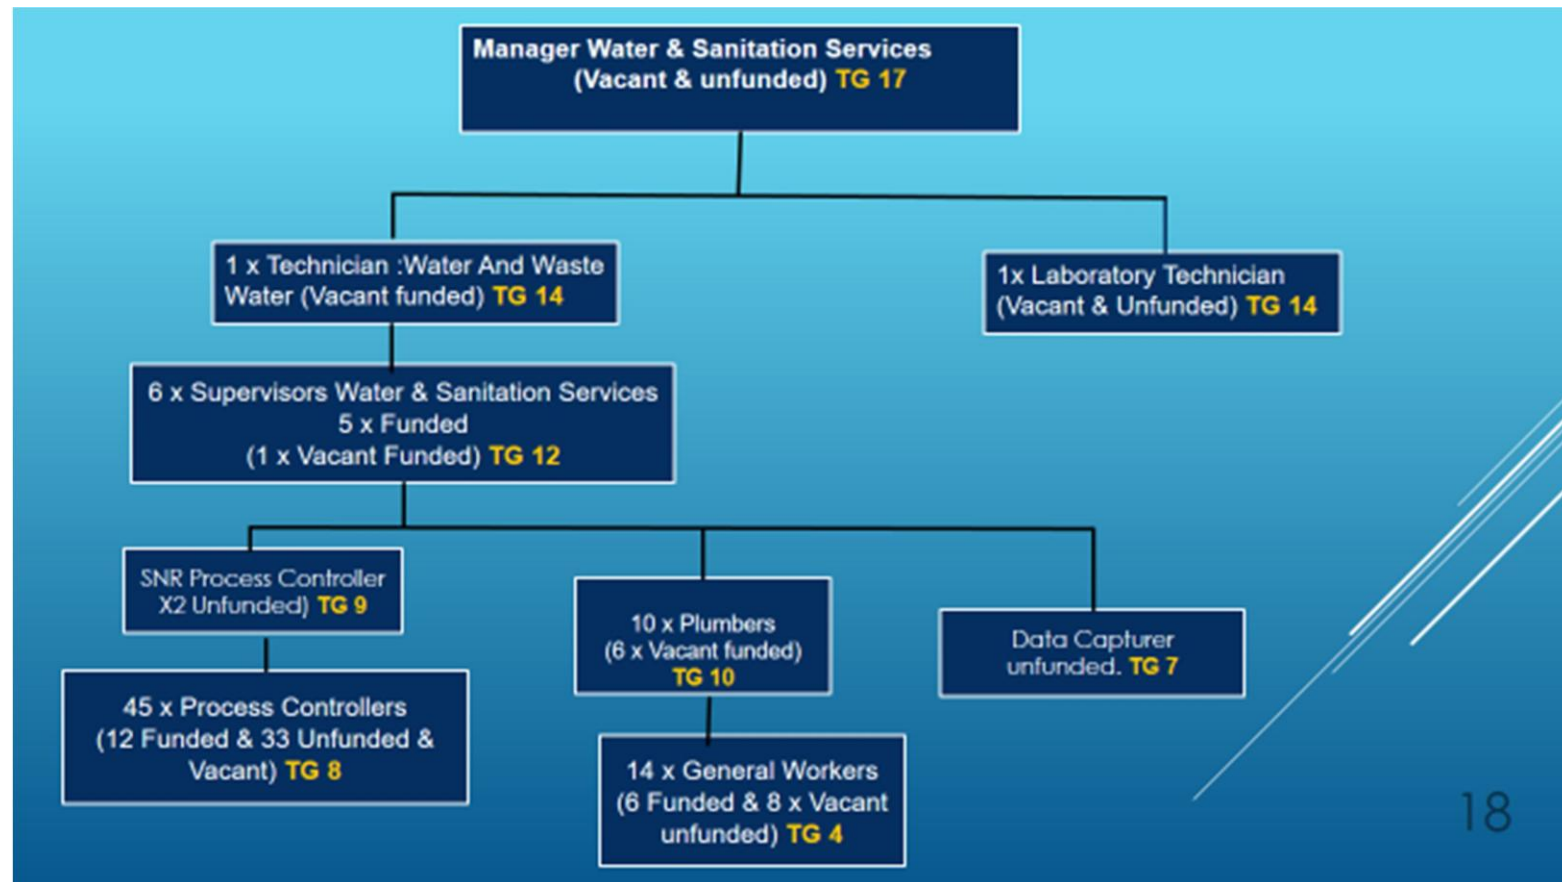 Manager Water & Sanitation Services
(Vacant & unfunded) TG 17
1 x Technician :Water And Waste
Water (Vacant funded) TG 14
1x Laboratory Technician
(Vacant & Unfunded) TG 14
6 x Supervisors Water & Sanitation Services
5 x Funded
(1 x Vacant Funded) TG 12
SNR Process Controller
X2 Unfunded) TG 9
10 x Plumbers
(6 x Vacant funded)
TG 10
Data Capturer
unfunded. TG 7
45 x Process Controllers
(12 Funded & 33 Unfunded &
Vacant) TG 8
14 x General Workers
(6 Funded & 8 x Vacant
unfunded) TG 4
18